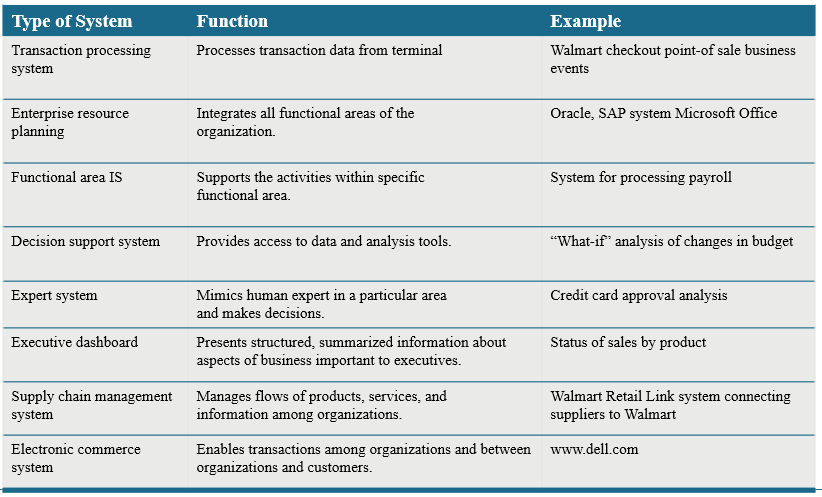 Type of System Function Example
Transaction processing Processes transaction data from terminal Walmart checkout point-of sale business
system events
Enterprise resource Integrates all functional areas of the Oracle, SAP system Microsoft Office
planning organization.
Functional area IS Supports the activities within specific System for processing payroll
functional area.
Decision support system Provides access to data and analysis tools. “What-if” analysis of changes in budget
Expert system Mimics human expert in a particular area Credit card approval analysis
and makes decisions.
Executive dashboard Presents structured, summarized information about Status of sales by product
aspects of business important to executives.
Supply chain management Manages flows of products, services, and Walmart Retail Link system connecting
system information among organizations. suppliers to Walmart
Electronic commerce Enables transactions among organizations and between www.dell.com
system organizations and customers.